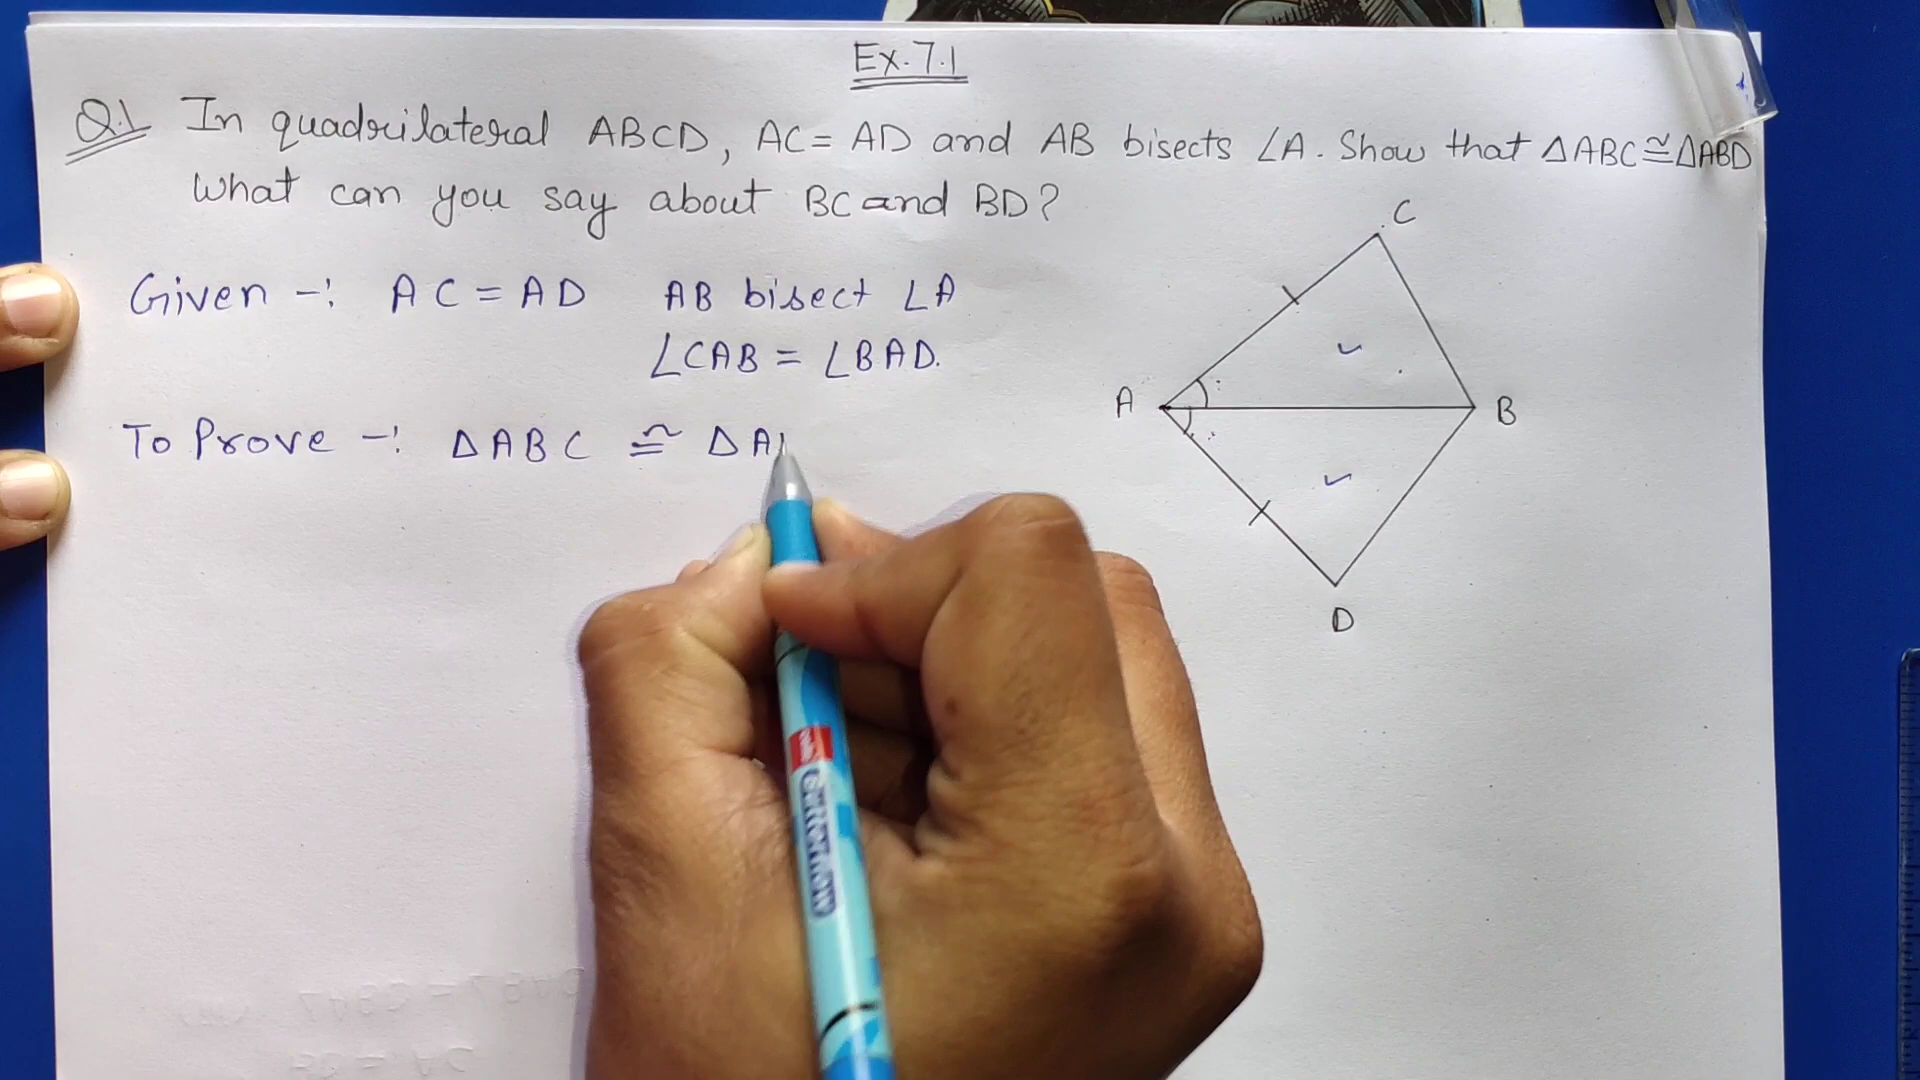 Ex. 7.1
Q.1 In quadrilateral ABCD, AC = AD and AB bisects ∠A. Show that ΔABC ≅ ΔABD
What can you say about BC and BD?
Given -: AC = AD AB bisect ∠A
∠CAB = ∠BAD.
To Prove -: ΔABC ≅ ΔA
C
A
B
D